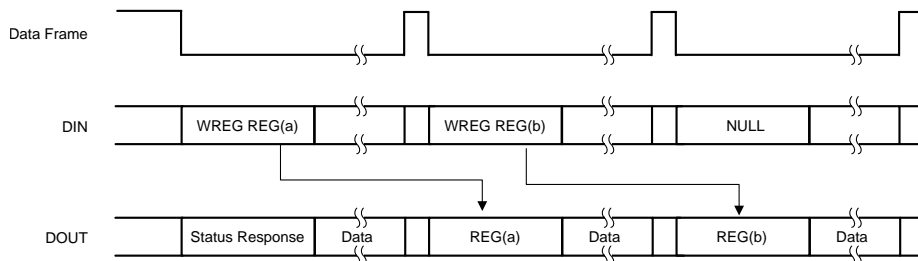 Data Frame
DIN
WREG REG(a)
WREG REG(b)
NULL
DOUT
Status Response
Data
REG(a)
Data
REG(b)
Data